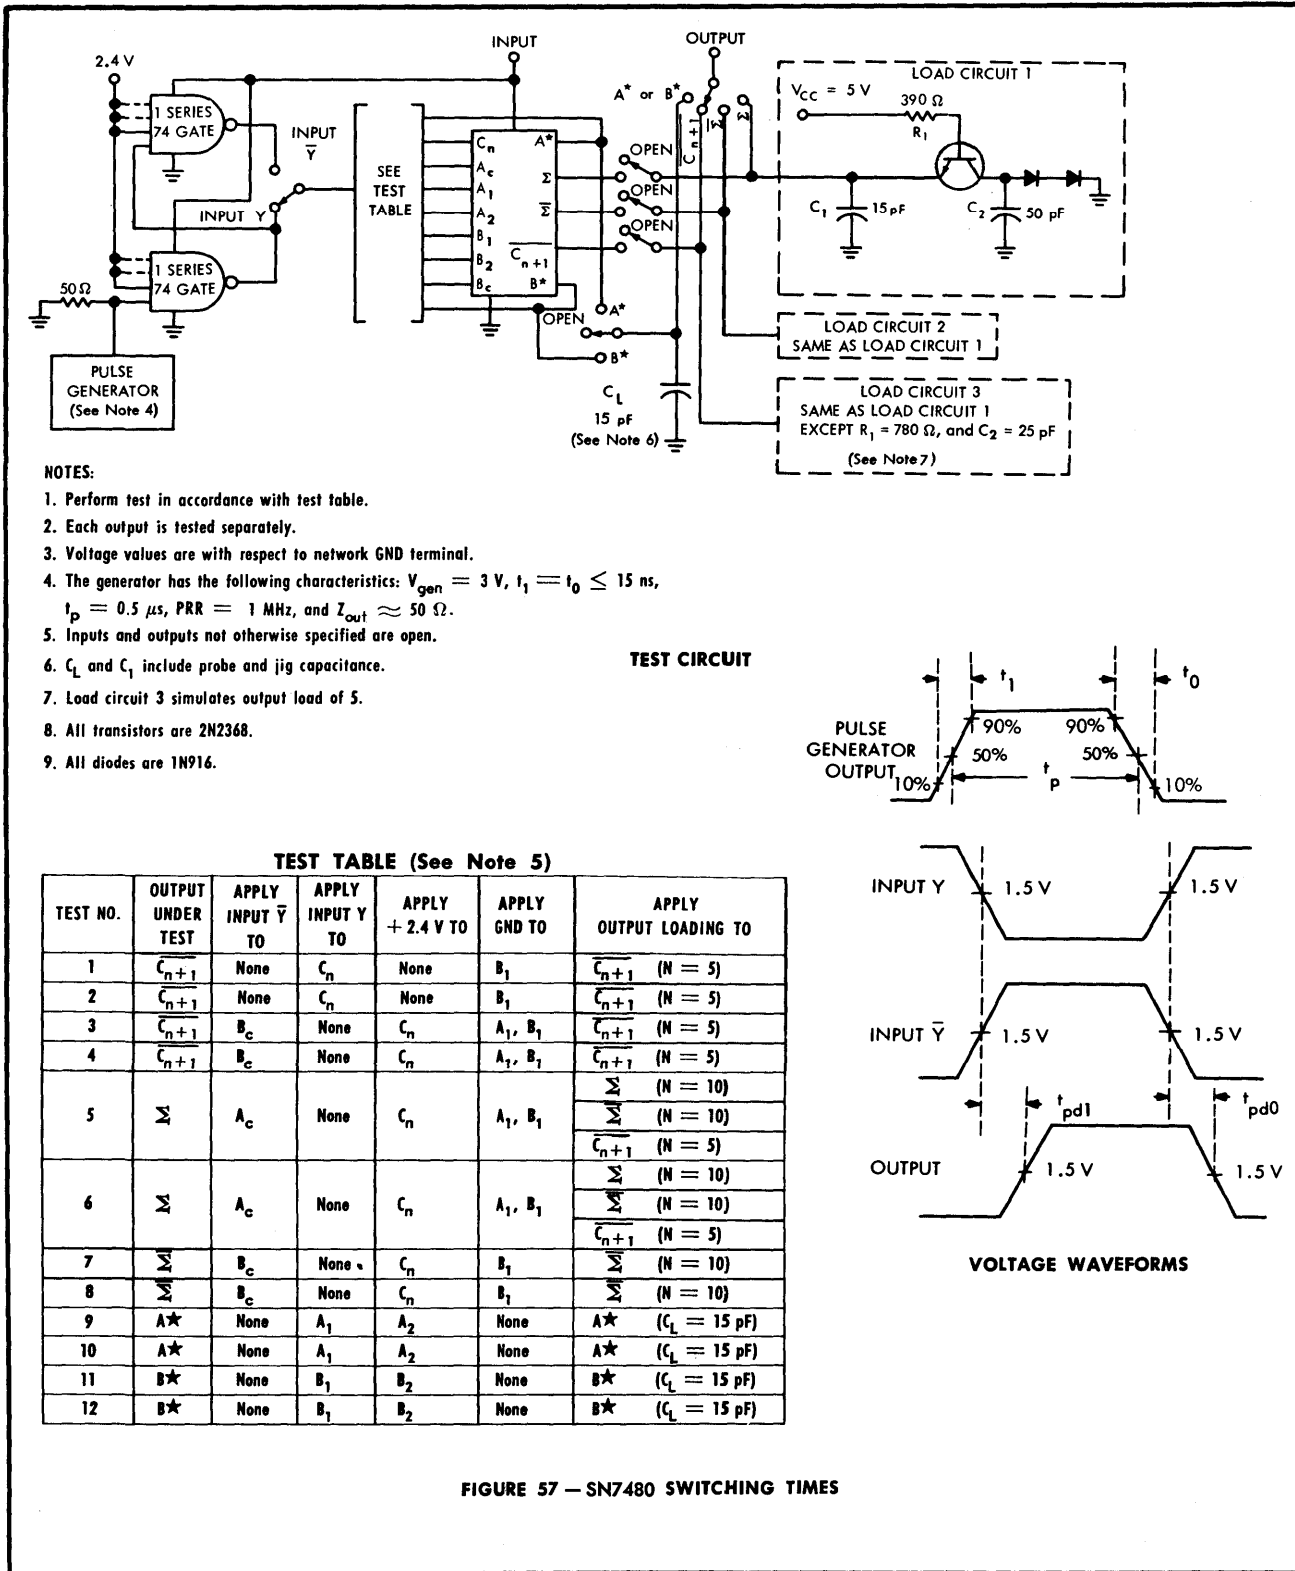 INPUT
OUTPUT
2.4 V
1 SERIES
74 GATE
INPUT
Y̅
INPUT Y
1 SERIES
74 GATE
50 Ω
PULSE
GENERATOR
(See Note 4)
SEE
TEST
TABLE
Cn
Ac
A1
A2
B1
B2
Bc
A*
Σ
Σ̅
C̅n+1
B*
OPEN
OPEN
OPEN
OPEN
A*
B*
A* or B*
C̅n+1
Σ̅
Σ
CL
15 pF
(See Note 6)
LOAD CIRCUIT 1
VCC = 5 V
390 Ω
R1
C1
15 pF
C2
50 pF
LOAD CIRCUIT 2
SAME AS LOAD CIRCUIT 1
LOAD CIRCUIT 3
SAME AS LOAD CIRCUIT 1
EXCEPT R1 = 780 Ω, and C2 = 25 pF
(See Note 7)
NOTES:
1. Perform test in accordance with test table.
2. Each output is tested separately.
3. Voltage values are with respect to network GND terminal.
4. The generator has the following characteristics: Vgen = 3 V, t1 = t0 ≤ 15 ns,
tp = 0.5 μs, PRR = 1 MHz, and Zout ≈ 50 Ω.
5. Inputs and outputs not otherwise specified are open.
6. CL and C1 include probe and jig capacitance.
7. Load circuit 3 simulates output load of 5.
8. All transistors are 2N2368.
9. All diodes are 1N916.
TEST CIRCUIT
t1
t0
PULSE
GENERATOR
OUTPUT
90% 90%
50% 50%
tp
10% 10%
INPUT Y
1.5 V 1.5 V
INPUT Y̅
1.5 V 1.5 V
tpd1
tpd0
OUTPUT
1.5 V 1.5 V
VOLTAGE WAVEFORMS
TEST TABLE (See Note 5)
TEST NO. | OUTPUT UNDER TEST | APPLY INPUT Y̅ TO | APPLY INPUT Y TO | APPLY + 2.4 V TO | APPLY GND TO | APPLY OUTPUT LOADING TO
1 | C̅n+1 | None | Cn | None | B1 | C̅n+1 (N = 5)
2 | C̅n+1 | None | Cn | None | B1 | C̅n+1 (N = 5)
3 | C̅n+1 | Bc | None | Cn | A1, B1 | C̅n+1 (N = 5)
4 | C̅n+1 | Bc | None | Cn | A1, B1 | C̅n+1 (N = 5)
5 | Σ | Ac | None | Cn | A1, B1 | Σ (N = 10)
Σ̅ (N = 10)
C̅n+1 (N = 5)
6 | Σ | Ac | None | Cn | A1, B1 | Σ (N = 10)
Σ̅ (N = 10)
C̅n+1 (N = 5)
7 | Σ̅ | Bc | None | Cn | B1 | Σ̅ (N = 10)
8 | Σ̅ | Bc | None | Cn | B1 | Σ̅ (N = 10)
9 | A★ | None | A1 | A2 | None | A★ (CL = 15 pF)
10 | A★ | None | A1 | A2 | None | A★ (CL = 15 pF)
11 | B★ | None | B1 | B2 | None | B★ (CL = 15 pF)
12 | B★ | None | B1 | B2 | None | B★ (CL = 15 pF)
FIGURE 57 — SN7480 SWITCHING TIMES